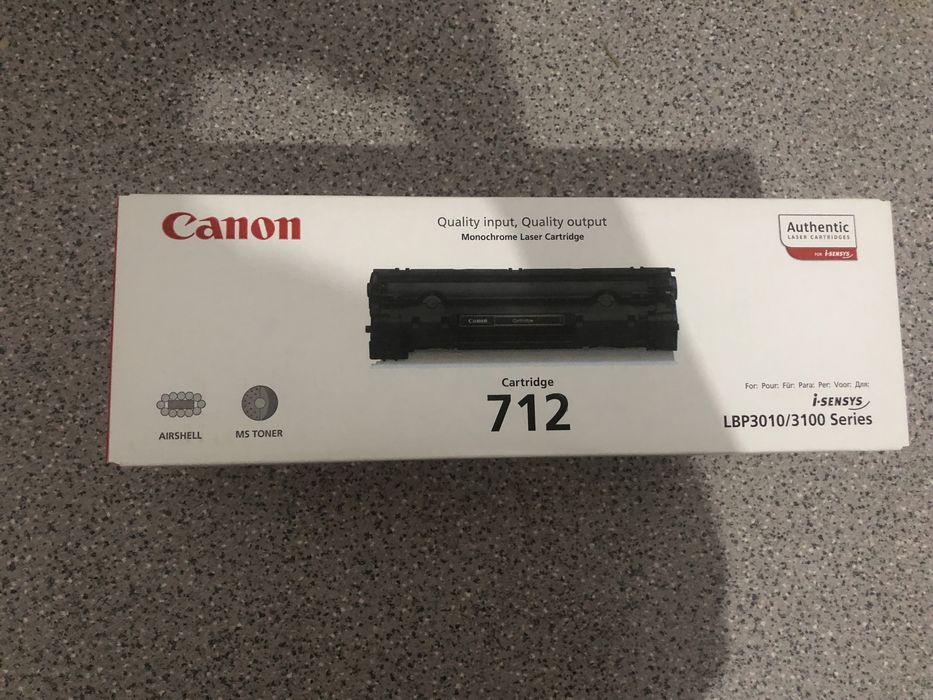 Canon
Quality input, Quality output
Monochrome Laser Cartridge
Authentic
LASER CARTRIDGES
FOR i-SENSYS
Canon Cartridge
Cartridge
712
AIRSHELL
MS TONER
For: Pour: Für: Para: Per: Voor: Для:
i-SENSYS
LBP3010/3100 Series